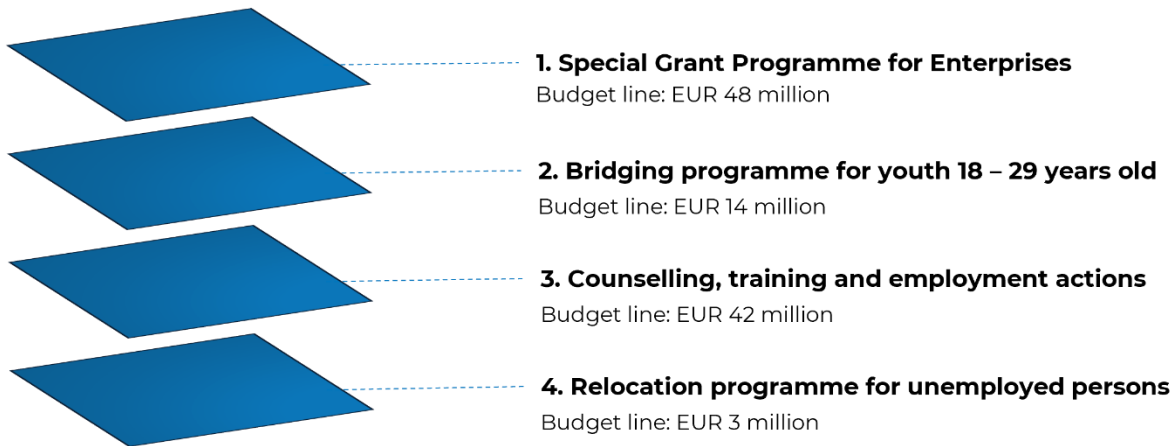 1. Special Grant Programme for Enterprises
Budget line: EUR 48 million
2. Bridging programme for youth 18 – 29 years old
Budget line: EUR 14 million
3. Counselling, training and employment actions
Budget line: EUR 42 million
4. Relocation programme for unemployed persons
Budget line: EUR 3 million